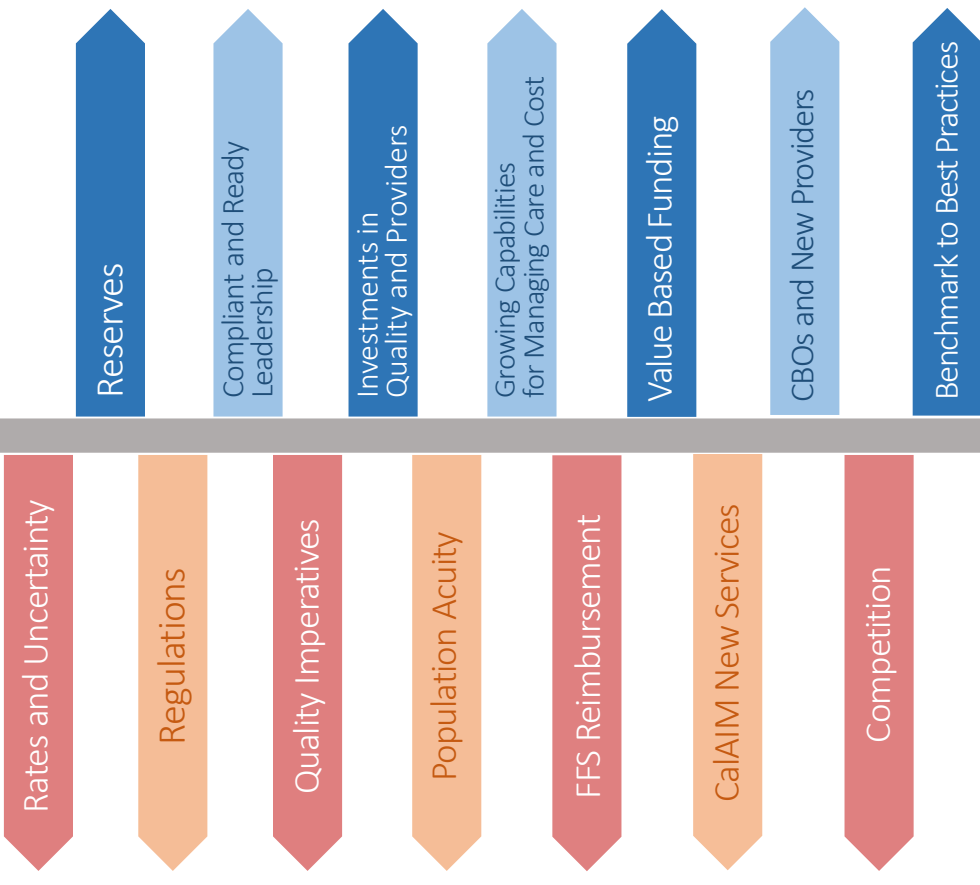 Reserves
Compliant and Ready
Leadership
Investments in
Quality and Providers
Growing Capabilities
for Managing Care and Cost
Value Based Funding
CBOs and New Providers
Benchmark to Best Practices
Rates and Uncertainty
Regulations
Quality Imperatives
Population Acuity
FFS Reimbursement
CalAIM New Services
Competition